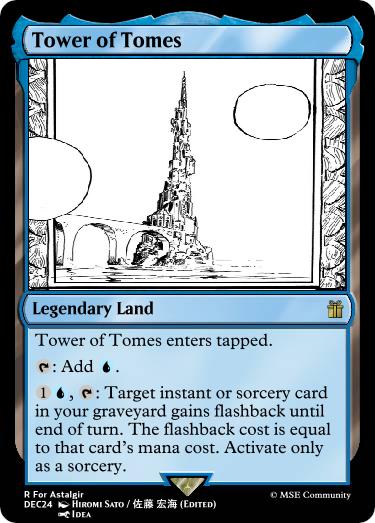 Tower of Tomes
Legendary Land
Tower of Tomes enters tapped.
: Add .
1 , : Target instant or sorcery card
in your graveyard gains flashback until
end of turn. The flashback cost is equal
to that card’s mana cost. Activate only
as a sorcery.
R For Astalgir
DEC24 Hiromi Sato / 佐藤 宏海 (Edited)
Idea
© MSE Community